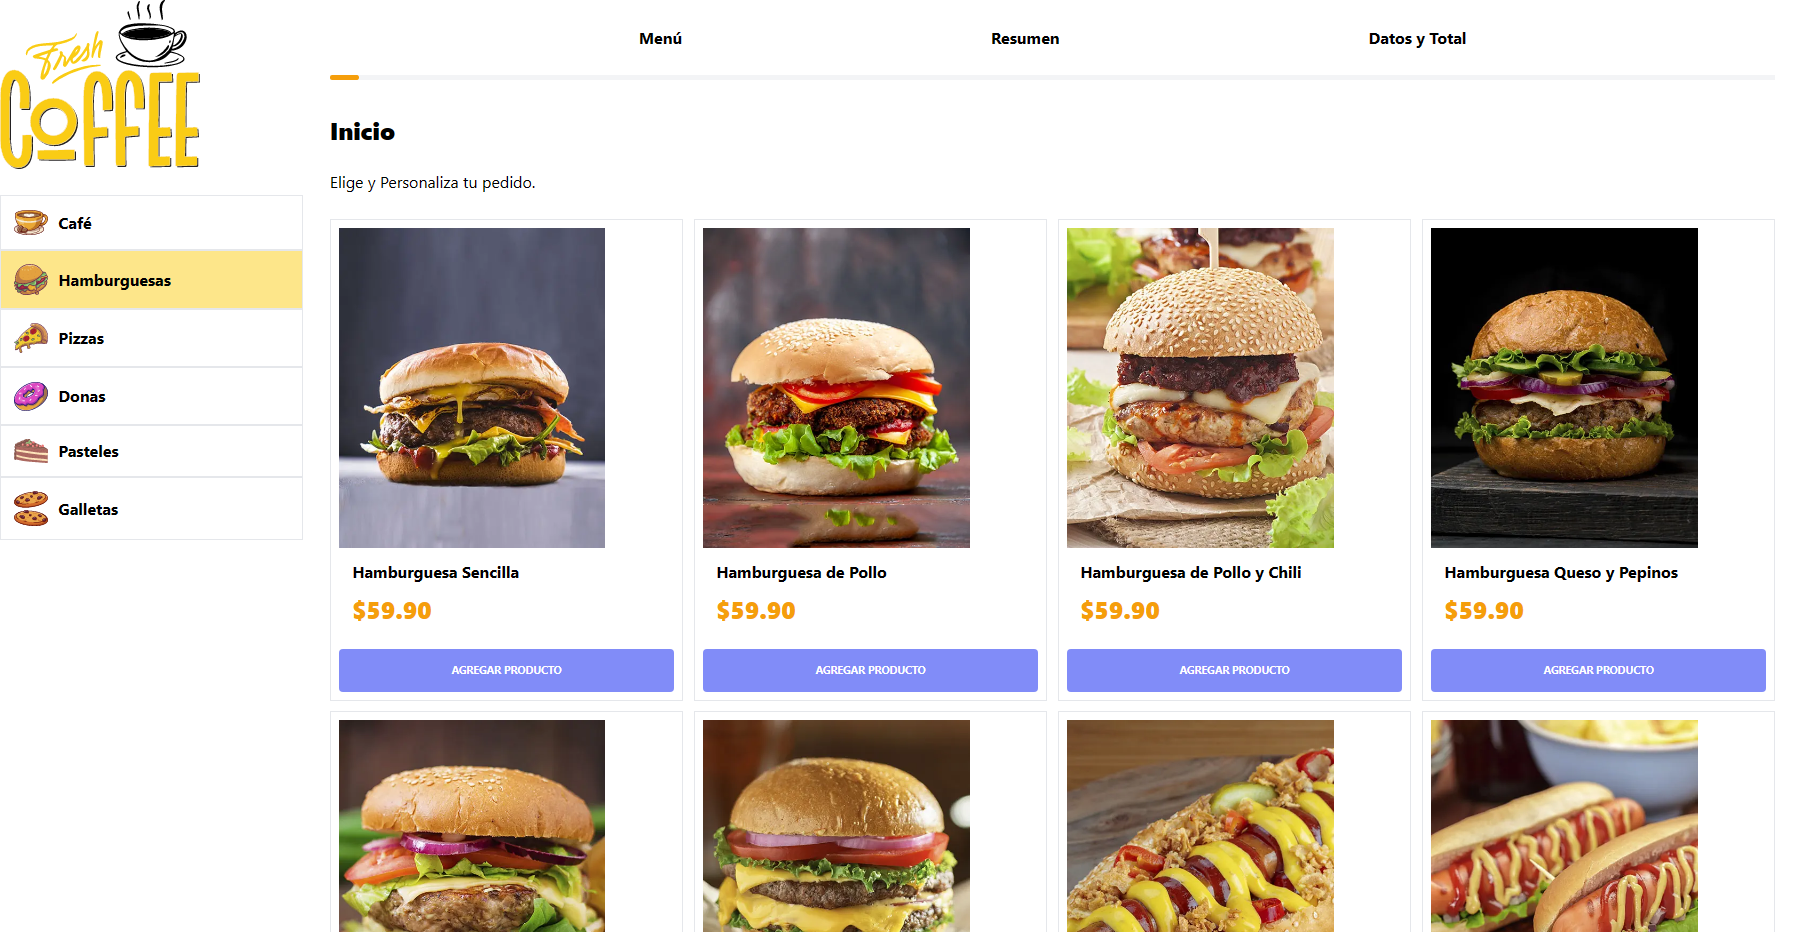 Fresh
COFFEE
Menú
Resumen
Datos y Total
Inicio
Elige y Personaliza tu pedido.
Café
Hamburguesas
Pizzas
Donas
Pasteles
Galletas
Hamburguesa Sencilla
$59.90
AGREGAR PRODUCTO
Hamburguesa de Pollo
$59.90
AGREGAR PRODUCTO
Hamburguesa de Pollo y Chili
$59.90
AGREGAR PRODUCTO
Hamburguesa Queso y Pepinos
$59.90
AGREGAR PRODUCTO